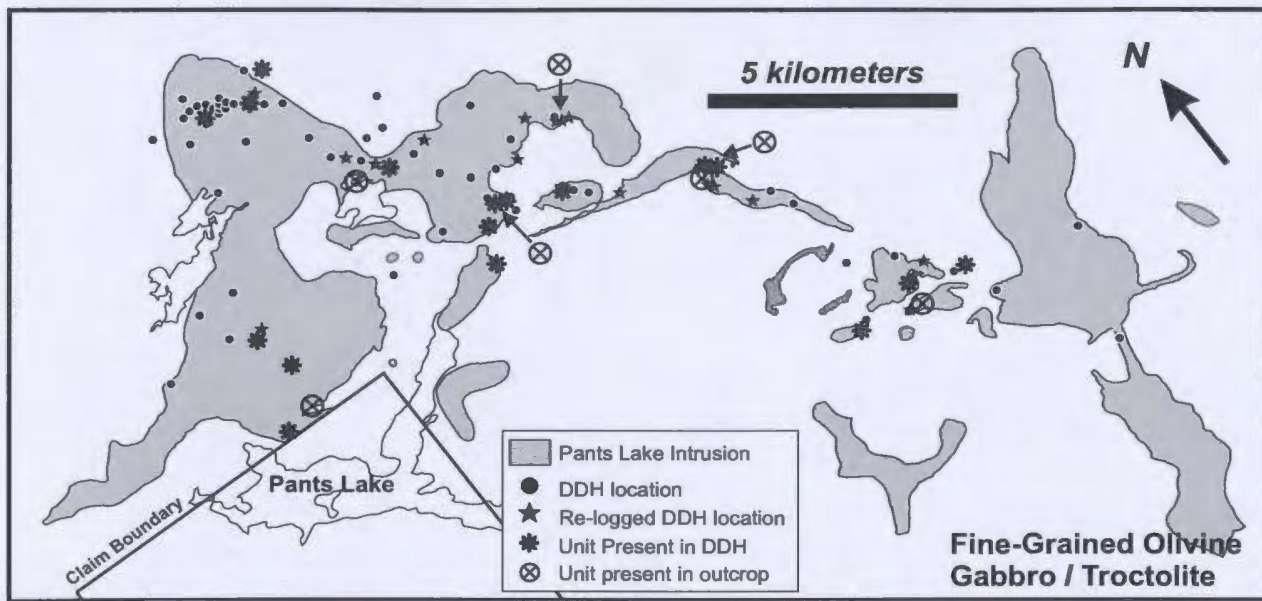 5 kilometers
N
Pants Lake
Claim Boundary
Pants Lake Intrusion
DDH location
Re-logged DDH location
Unit Present in DDH
Unit present in outcrop
Fine-Grained Olivine
Gabbro / Troctolite